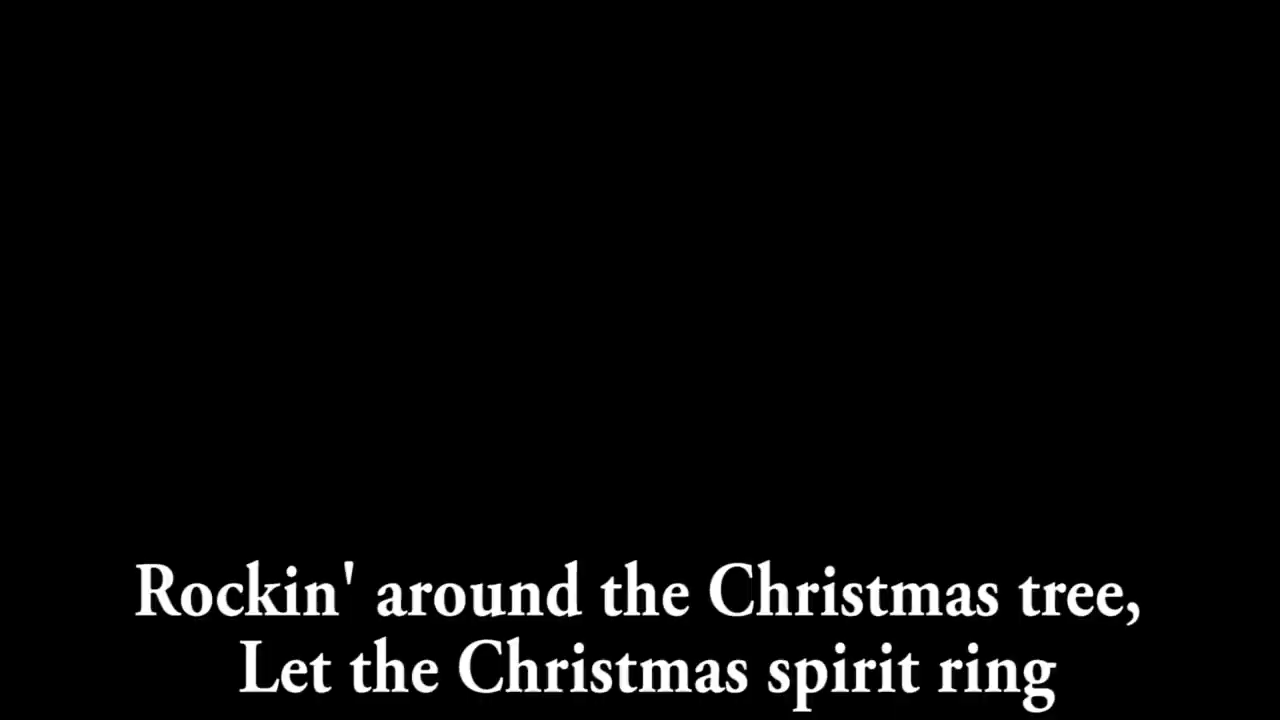 Rockin' around the Christmas tree,
Let the Christmas spirit ring